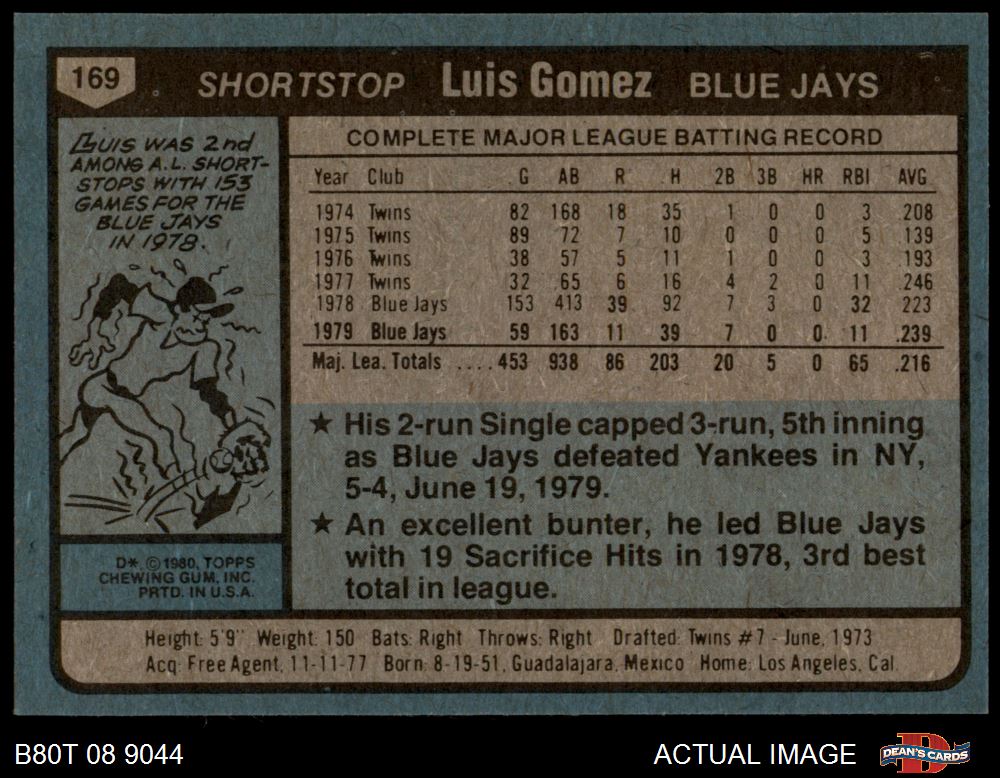 169 SHORTSTOP Luis Gomez BLUE JAYS
LUIS WAS 2nd
AMONG A.L. SHORT-
STOPS WITH 153
GAMES FOR THE
BLUE JAYS
IN 1978.
COMPLETE MAJOR LEAGUE BATTING RECORD
Year Club G AB R H 2B 3B HR RBI AVG
1974 Twins 82 168 18 35 1 0 0 3 .208
1975 Twins 89 72 7 10 0 0 0 5 .139
1976 Twins 38 57 5 11 1 0 0 3 .193
1977 Twins 32 65 6 16 4 2 0 11 .246
1978 Blue Jays 153 413 39 92 7 3 0 32 .223
1979 Blue Jays 59 163 11 39 7 0 0 11 .239
Maj. Lea. Totals ....453 938 86 203 20 5 0 65 .216
★ His 2-run Single capped 3-run, 5th inning
as Blue Jays defeated Yankees in NY,
5-4, June 19, 1979.
★ An excellent bunter, he led Blue Jays
with 19 Sacrifice Hits in 1978, 3rd best
total in league.
D*. © 1980, TOPPS
CHEWING GUM, INC.
PRTD. IN U.S.A.
Height: 5'9" Weight: 150 Bats: Right Throws: Right Drafted: Twins #7 - June, 1973
Acq: Free Agent, 11-11-77 Born: 8-19-51, Guadalajara, Mexico Home: Los Angeles, Cal.
B80T 08 9044 ACTUAL IMAGE DEAN'S CARDS